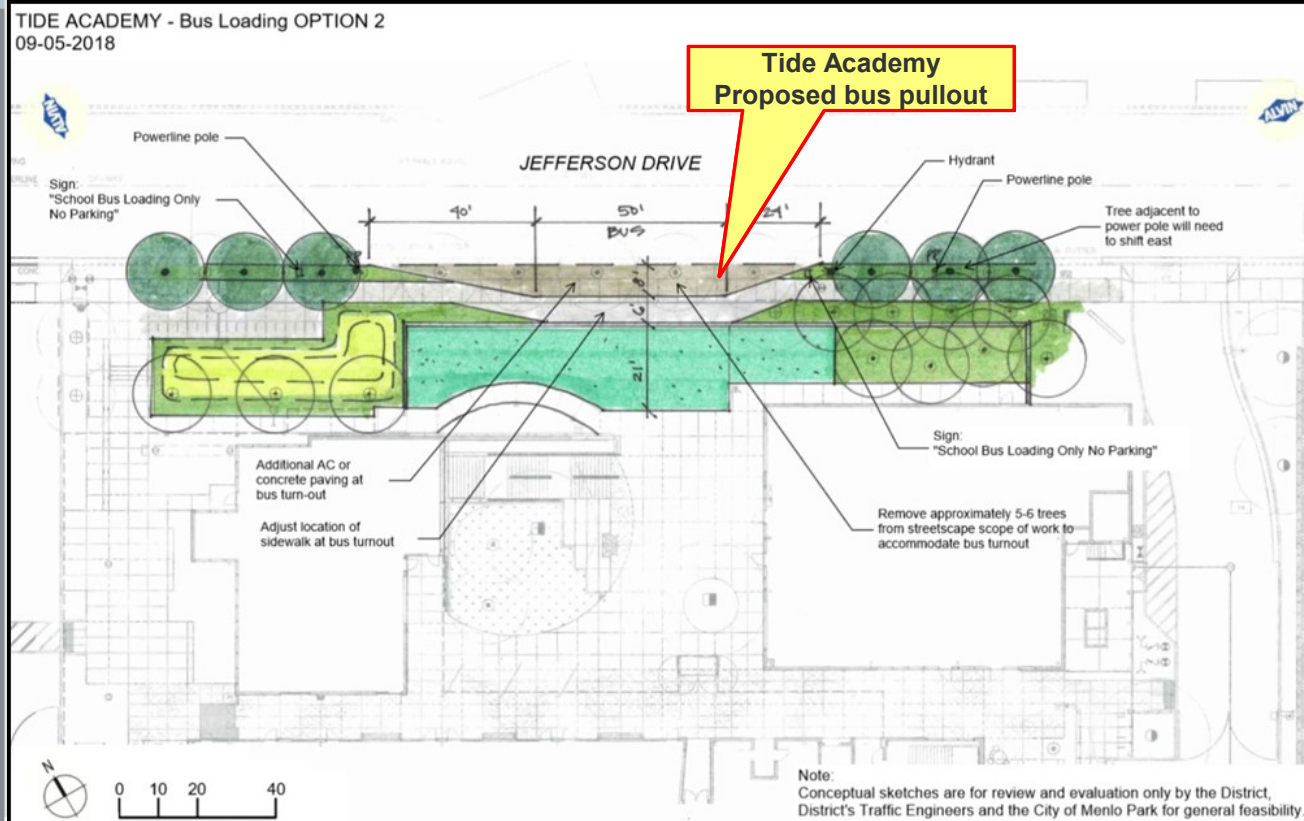 TIDE ACADEMY - Bus Loading OPTION 2
09-05-2018
Tide Academy
Proposed bus pullout
ALVIN
ALVIN
Powerline pole
JEFFERSON DRIVE
Hydrant
Powerline pole
Sign:
"School Bus Loading Only
No Parking"
Tree adjacent to
power pole will need
to shift east
40'
50'
24'
BUS
8'
6'
21'
Sign:
"School Bus Loading Only No Parking"
Additional AC or
concrete paving at
bus turn-out
Adjust location of
sidewalk at bus turnout
Remove approximately 5-6 trees
from streetscape scope of work to
accommodate bus turnout
N
0 10 20 40
Note:
Conceptual sketches are for review and evaluation only by the District,
District's Traffic Engineers and the City of Menlo Park for general feasibility